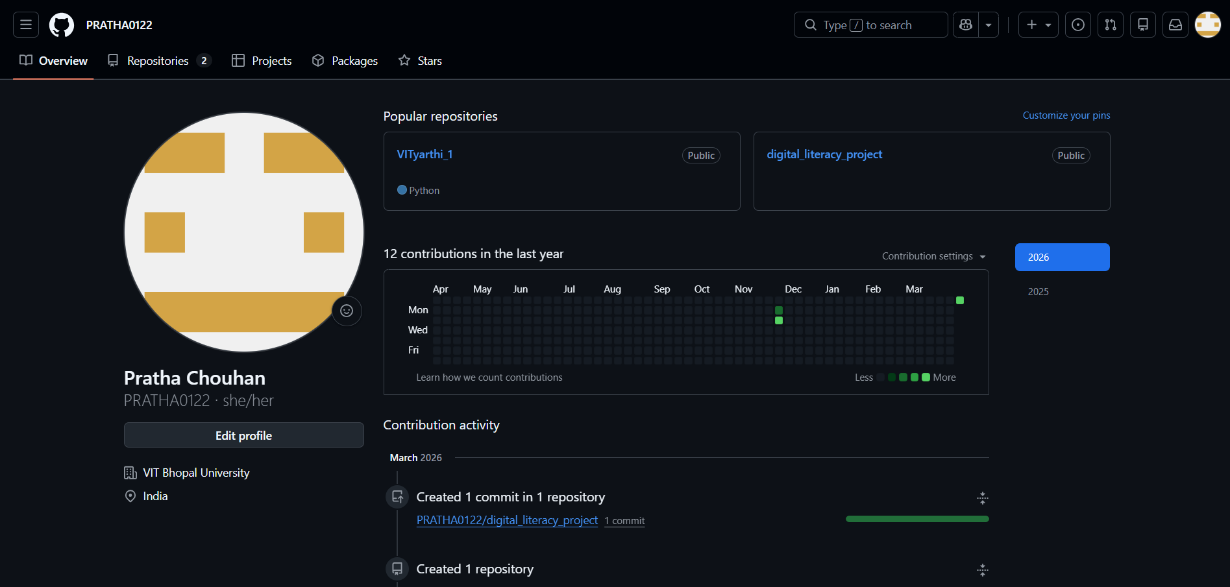 PRATHA0122
Type / to search
Overview
Repositories 2
Projects
Packages
Stars
Popular repositories
Customize your pins
VITyarthi_1
Public
Python
digital_literacy_project
Public
12 contributions in the last year
Contribution settings
2026
2025
Apr May Jun Jul Aug Sep Oct Nov Dec Jan Feb Mar
Mon
Wed
Fri
Learn how we count contributions
Less More
Pratha Chouhan
PRATHA0122 · she/her
Edit profile
VIT Bhopal University
India
Contribution activity
March 2026
Created 1 commit in 1 repository
PRATHA0122/digital_literacy_project 1 commit
Created 1 repository